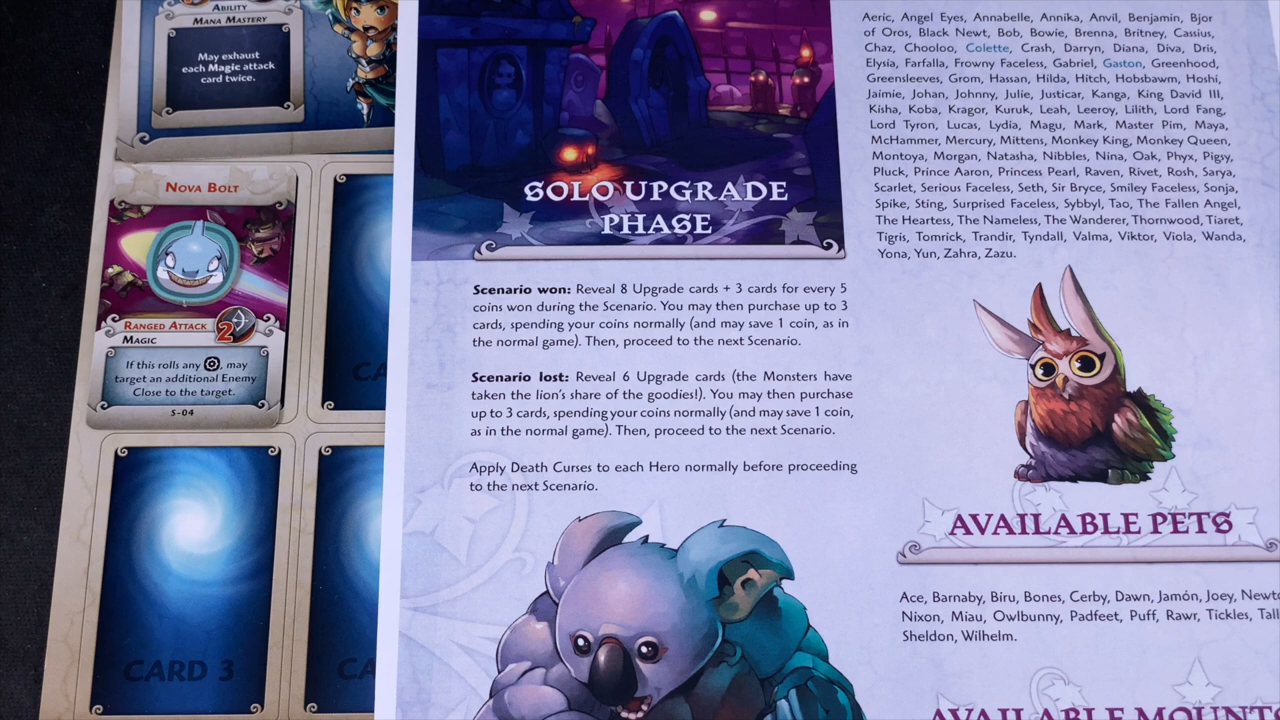 ABILITY
MANA MASTERY
May exhaust
each Magic attack
card twice.
NOVA BOLT
RANGED ATTACK
2
MAGIC
If this rolls any , may
target an additional Enemy
Close to the target.
S-04
CARD 3
CA
CA
SOLO UPGRADE
PHASE
Scenario won: Reveal 8 Upgrade cards + 3 cards for every 5
coins won during the Scenario. You may then purchase up to 3
cards, spending your coins normally (and may save 1 coin, as in
the normal game). Then, proceed to the next Scenario.
Scenario lost: Reveal 6 Upgrade cards (the Monsters have
taken the lion's share of the goodies!). You may then purchase
up to 3 cards, spending your coins normally (and may save 1 coin,
as in the normal game). Then, proceed to the next Scenario.
Apply Death Curses to each Hero normally before proceeding
to the next Scenario.
Aeric, Angel Eyes, Annabelle, Annika, Anvil, Benjamin, Bjor
of Oros, Black Newt, Bob, Bowie, Brenna, Britney, Cassius,
Chaz, Chooloo, Colette, Crash, Darryn, Diana, Diva, Dris,
Elysia, Farfalla, Frowny Faceless, Gabriel, Gaston, Greenhood,
Greensleeves, Grom, Hassan, Hilda, Hitch, Hobsbawm, Hoshi,
Jaimie, Johan, Johnny, Julie, Justicar, Kanga, King David III,
Kisha, Koba, Kragor, Kuruk, Leah, Leeroy, Lilith, Lord Fang,
Lord Tyron, Lucas, Lydia, Magu, Mark, Master Pim, Maya,
McHammer, Mercury, Mittens, Monkey King, Monkey Queen,
Montoya, Morgan, Natasha, Nibbles, Nina, Oak, Phyx, Pigsy,
Pluck, Prince Aaron, Princess Pearl, Raven, Rivet, Rosh, Sarya,
Scarlet, Serious Faceless, Seth, Sir Bryce, Smiley Faceless, Sonja,
Spike, Sting, Surprised Faceless, Sybbyl, Tao, The Fallen Angel,
The Heartess, The Nameless, The Wanderer, Thornwood, Tiaret,
Tigris, Tomrick, Trandir, Tyndall, Valma, Viktor, Viola, Wanda,
Yona, Yun, Zahra, Zazu.
AVAILABLE PETS
Ace, Barnaby, Biru, Bones, Cerby, Dawn, Jamón, Joey, Newto
Nixon, Miau, Owlbunny, Padfeet, Puff, Rawr, Tickles, Tall
Sheldon, Wilhelm.
AVAILABLE MOUNTS